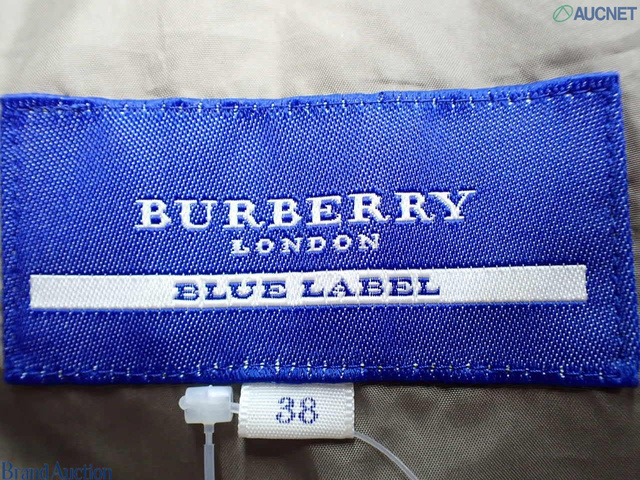 AUCNET
BURBERRY
LONDON
BLUE LABEL
38
Brand Auction